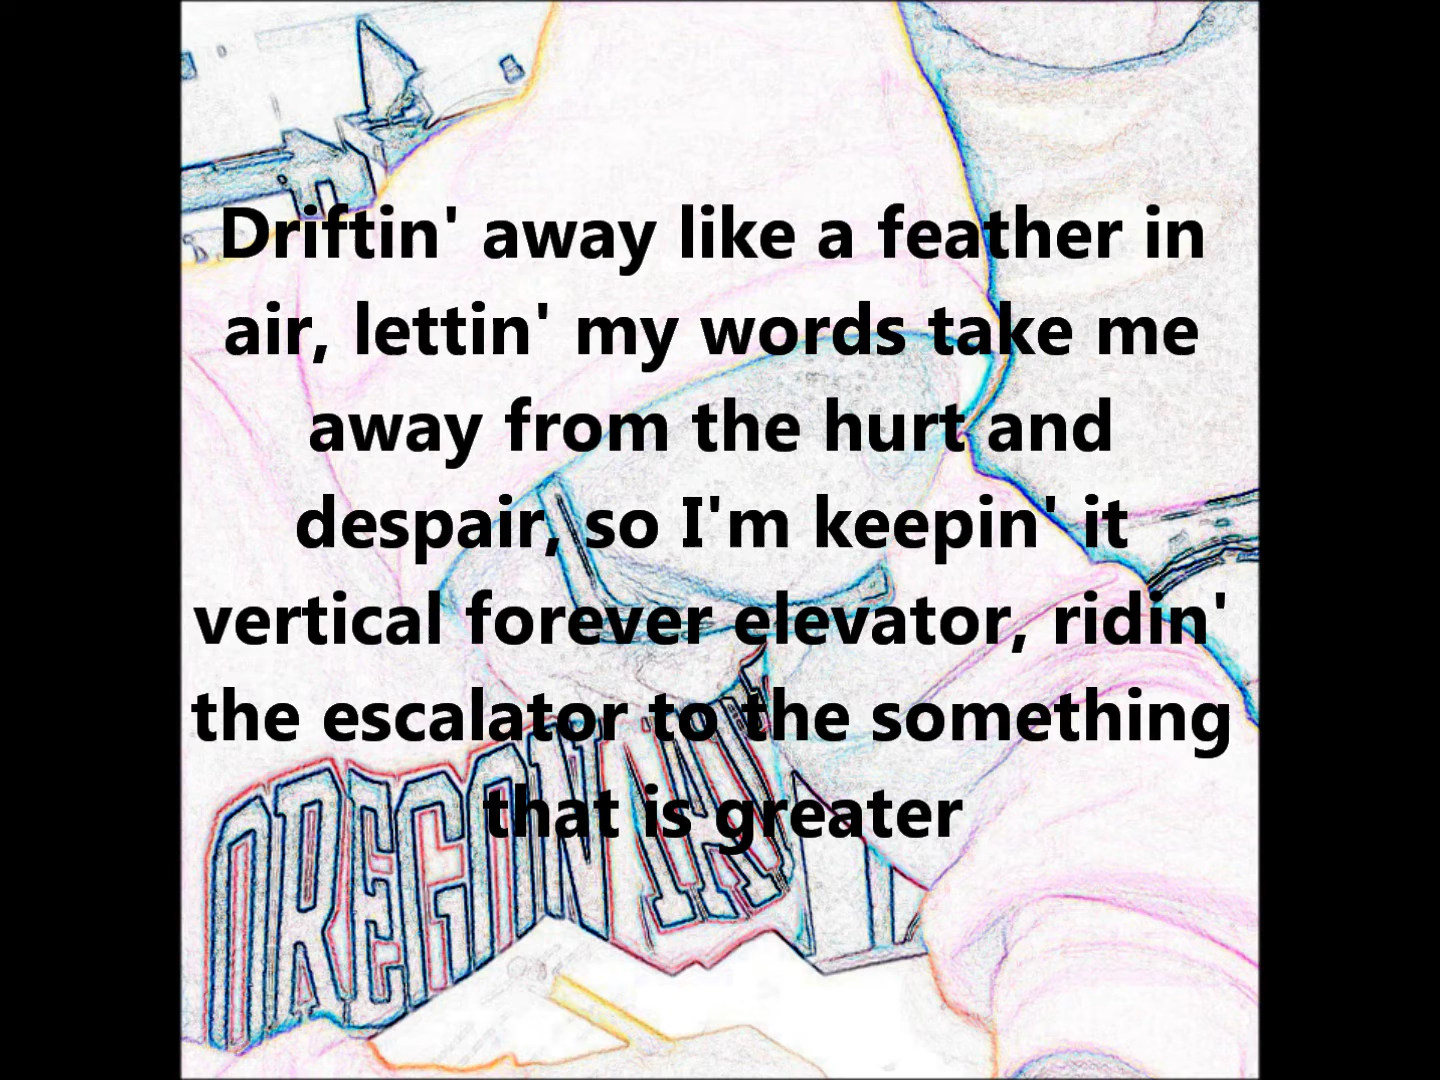 Driftin' away like a feather in
air, lettin' my words take me
away from the hurt and
despair, so I'm keepin' it
vertical forever elevator, ridin'
the escalator to the something
that is greater
OREGON